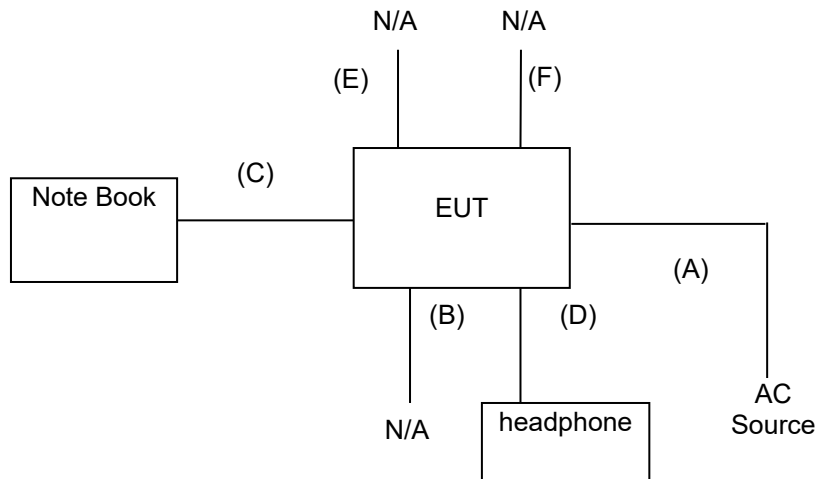 N/A
N/A
(E)
(F)
(C)
Note Book
EUT
(A)
(B)
(D)
AC
Source
headphone
N/A